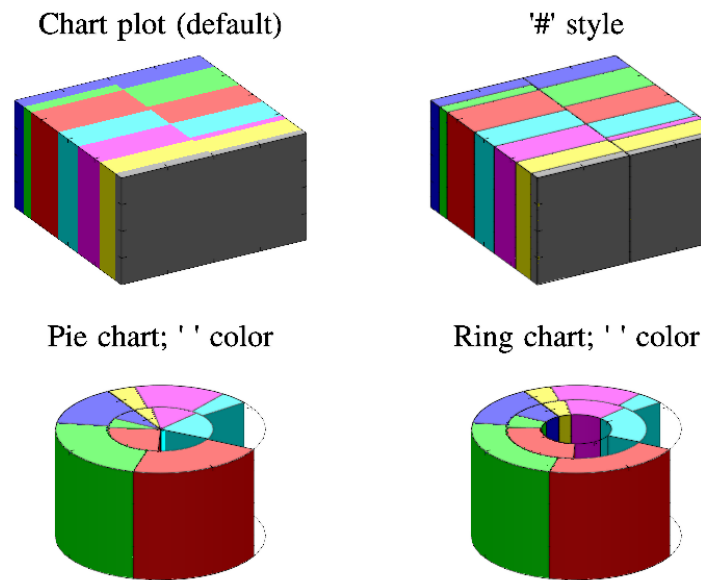 Chart plot (default)
'#' style
Pie chart; ' ' color
Ring chart; ' ' color